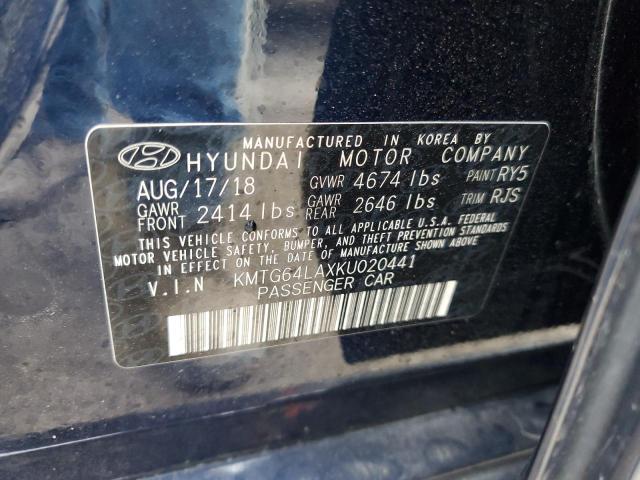 MANUFACTURED IN KOREA BY
HYUNDAI MOTOR COMPANY
AUG/17/18 GVWR 4674 lbs PAINT RY5
GAWR FRONT 2414 lbs GAWR REAR 2646 lbs TRIM RJS
THIS VEHICLE CONFORMS TO ALL APPLICABLE U.S.A. FEDERAL
MOTOR VEHICLE SAFETY, BUMPER, AND THEFT PREVENTION STANDARDS
IN EFFECT ON THE DATE OF MANUFACTURE SHOWN ABOVE.
V.I.N KMTG64LAXKU020441
PASSENGER CAR